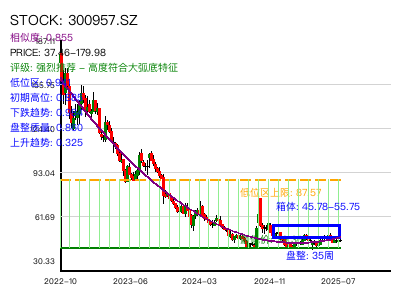 STOCK: 300957.SZ
相似度: 0.855
PRICE: 37.46-179.98
评级: 强烈推荐 - 高度符合大弧底特征
低位区:
初期高位:
下跌趋势:
盘整质量:
上升趋势: 0.325
93.04
61.69
30.33
低位区上限: 87.57
箱体: 45.78-55.75
盘整: 35周
2022-10
2023-06
2024-03
2024-11
2025-07